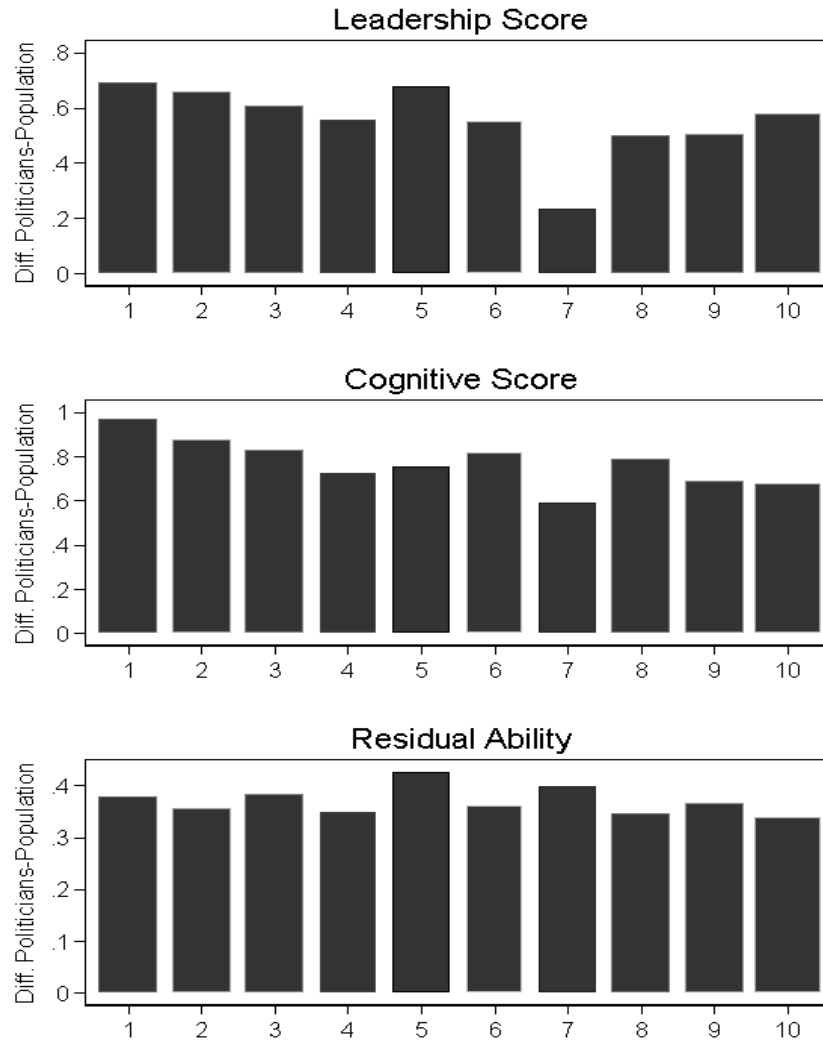 Leadership Score
Diff. Politicians-Population
.8
.6
.4
.2
0
1 2 3 4 5 6 7 8 9 10
Cognitive Score
Diff. Politicians-Population
1
.8
.6
.4
.2
0
1 2 3 4 5 6 7 8 9 10
Residual Ability
Diff. Politicians-Population
.4
.3
.2
.1
0
1 2 3 4 5 6 7 8 9 10